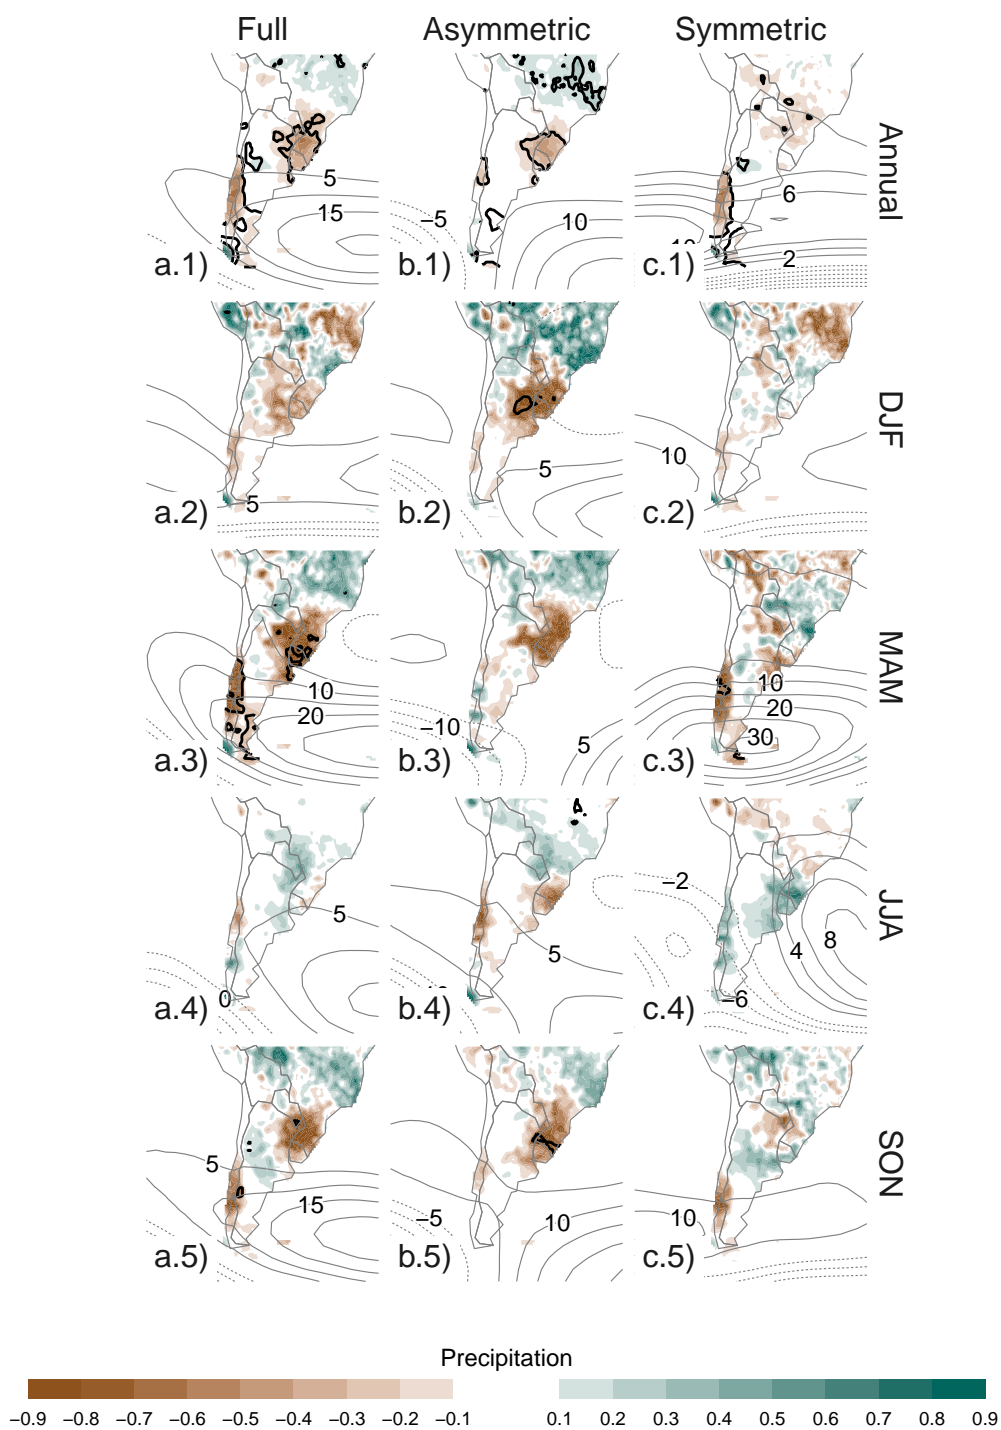 Full Asymmetric Symmetric
5
15
a.1)
−5
10
b.1)
6
2
c.1)
Annual
5
a.2)
5
b.2)
10
c.2)
DJF
10
20
a.3)
−10
5
b.3)
10
20
30
c.3)
MAM
5
0
a.4)
5
b.4)
−2
4
8
−6
c.4)
JJA
5
15
a.5)
−5
10
b.5)
10
c.5)
SON
Precipitation
−0.9 −0.8 −0.7 −0.6 −0.5 −0.4 −0.3 −0.2 −0.1 0.1 0.2 0.3 0.4 0.5 0.6 0.7 0.8 0.9